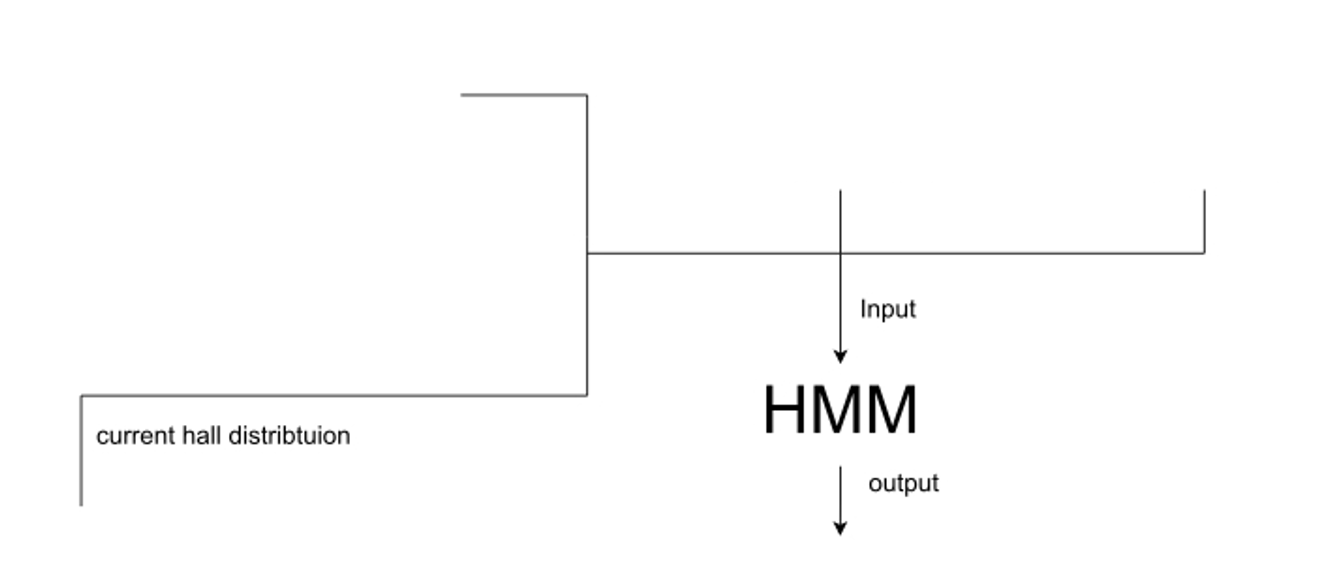 Input
HMM
current hall distribtuion
output